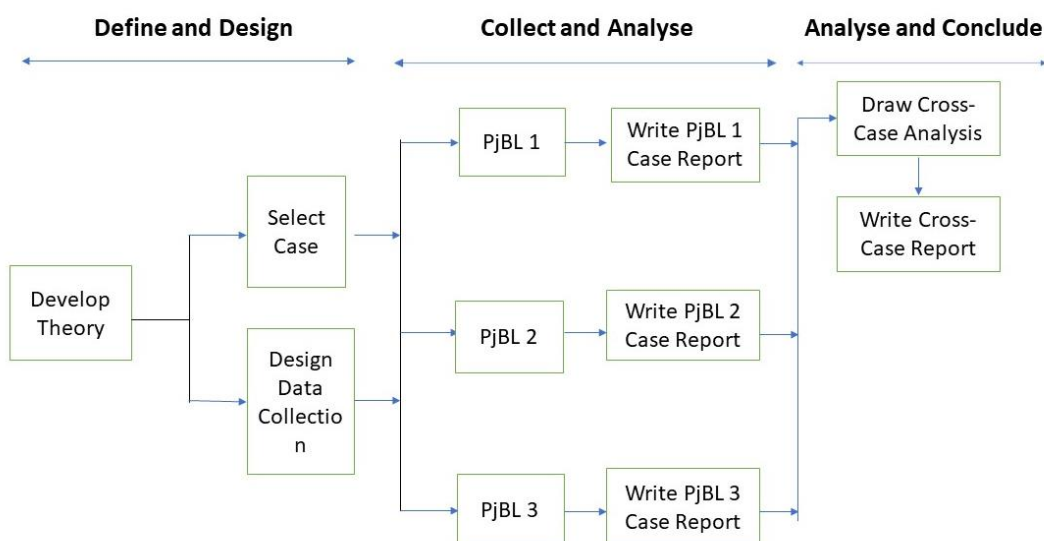 Define and Design
Collect and Analyse
Analyse and Conclude
Develop
Theory
Select
Case
Design
Data
Collectio
n
PjBL 1
Write PjBL 1
Case Report
PjBL 2
Write PjBL 2
Case Report
PjBL 3
Write PjBL 3
Case Report
Draw Cross-
Case Analysis
Write Cross-
Case Report